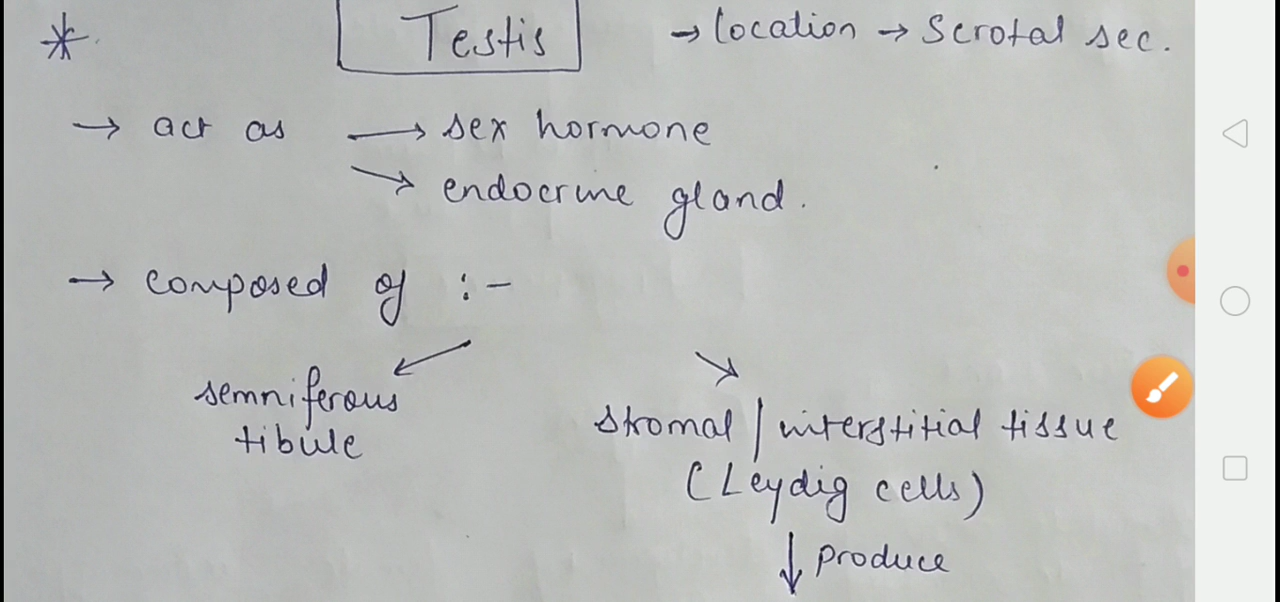 * Testis → location → Scrotal sec.
→ act as → sex hormone
→ endocrine gland.
→ composed of :-
semniferous
tibule
stromal / interstitial tissue
(Leydig cells)
↓ produce